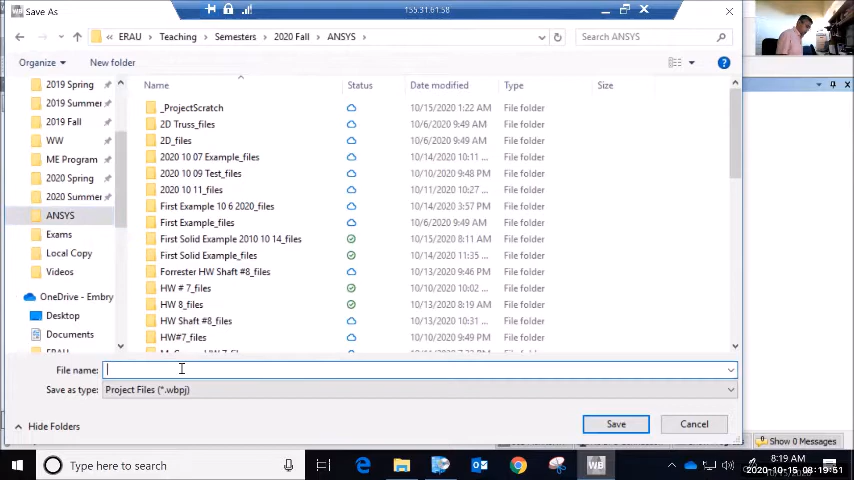 Save As
155.31.61.58
« ERAU > Teaching > Semesters > 2020 Fall > ANSYS >
Search ANSYS
Organize
New folder
Name
Status
Date modified
Type
Size
2019 Spring
2019 Summer
2019 Fall
WW
ME Program
2020 Spring
2020 Summer
ANSYS
Exams
Local Copy
Videos
OneDrive - Embry
Desktop
Documents
ERAU
_ProjectScratch 10/15/2020 1:22 AM File folder
2D Truss_files 10/6/2020 9:49 AM File folder
2D_files 10/6/2020 9:49 AM File folder
2020 10 07 Example_files 10/14/2020 10:11 ... File folder
2020 10 09 Test_files 10/10/2020 9:48 PM File folder
2020 10 11_files 10/11/2020 10:27 ... File folder
First Example 10 6 2020_files 10/14/2020 3:57 PM File folder
First Example_files 10/6/2020 9:49 AM File folder
First Solid Example 2010 10 14_files 10/15/2020 8:11 AM File folder
First Solid Example_files 10/14/2020 11:35 ... File folder
Forrester HW Shaft #8_files 10/13/2020 9:46 PM File folder
HW # 7_files 10/10/2020 10:02 ... File folder
HW 8_files 10/13/2020 8:19 AM File folder
HW Shaft #8_files 10/13/2020 10:31 ... File folder
HW#7_files 10/10/2020 9:49 PM File folder
File name:
Save as type: Project Files (*.wbpj)
Hide Folders
Save
Cancel
Show 0 Messages
Type here to search
WB
8:19 AM
2020-10-15 08:19:51